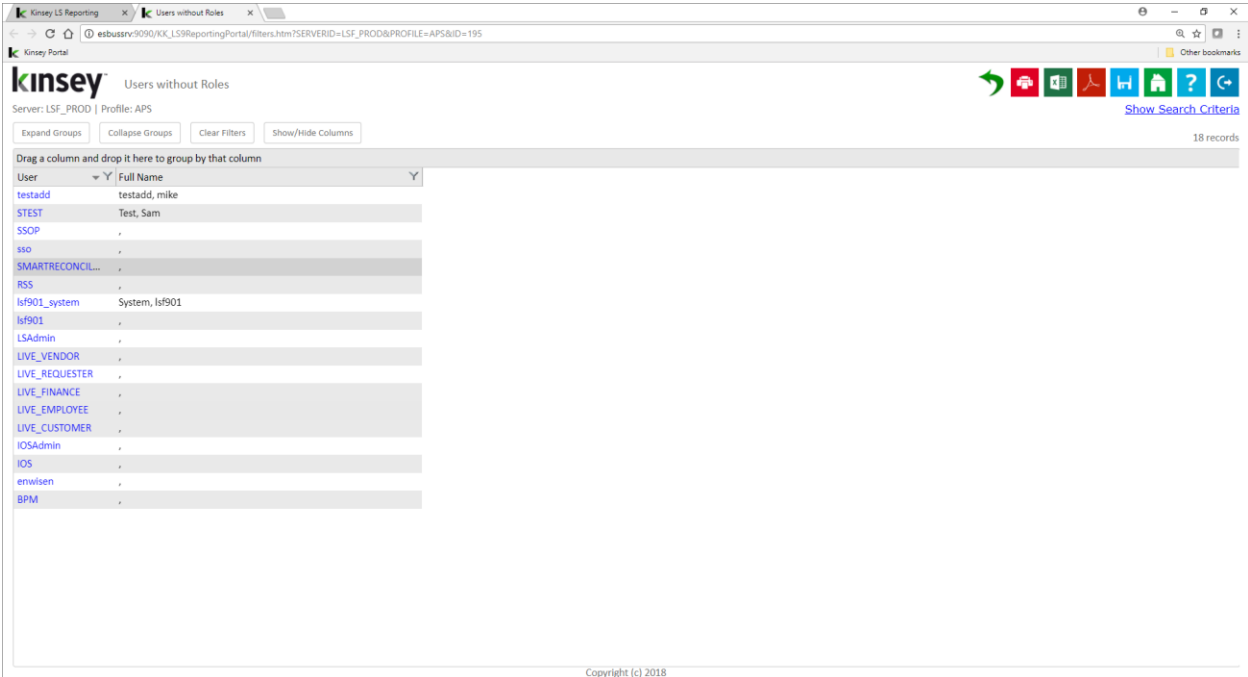 Kinsey LS Reporting
Users without Roles
esbussrv:9090/KK_LS9ReportingPortal/filters.htm?SERVERID=LSF_PROD&PROFILE=APS&ID=195
Kinsey Portal
Other bookmarks
kinsey Users without Roles
Server: LSF_PROD | Profile: APS
Show Search Criteria
Expand Groups Collapse Groups Clear Filters Show/Hide Columns
18 records
Drag a column and drop it here to group by that column
User Full Name
testadd testadd, mike
STEST Test, Sam
SSOP ,
sso ,
SMARTRECONCIL... ,
RSS ,
lsf901_system System, lsf901
lsf901 ,
LSAdmin ,
LIVE_VENDOR ,
LIVE_REQUESTER ,
LIVE_FINANCE ,
LIVE_EMPLOYEE ,
LIVE_CUSTOMER ,
IOSAdmin ,
IOS ,
enwisen ,
BPM ,
Copyright (c) 2018